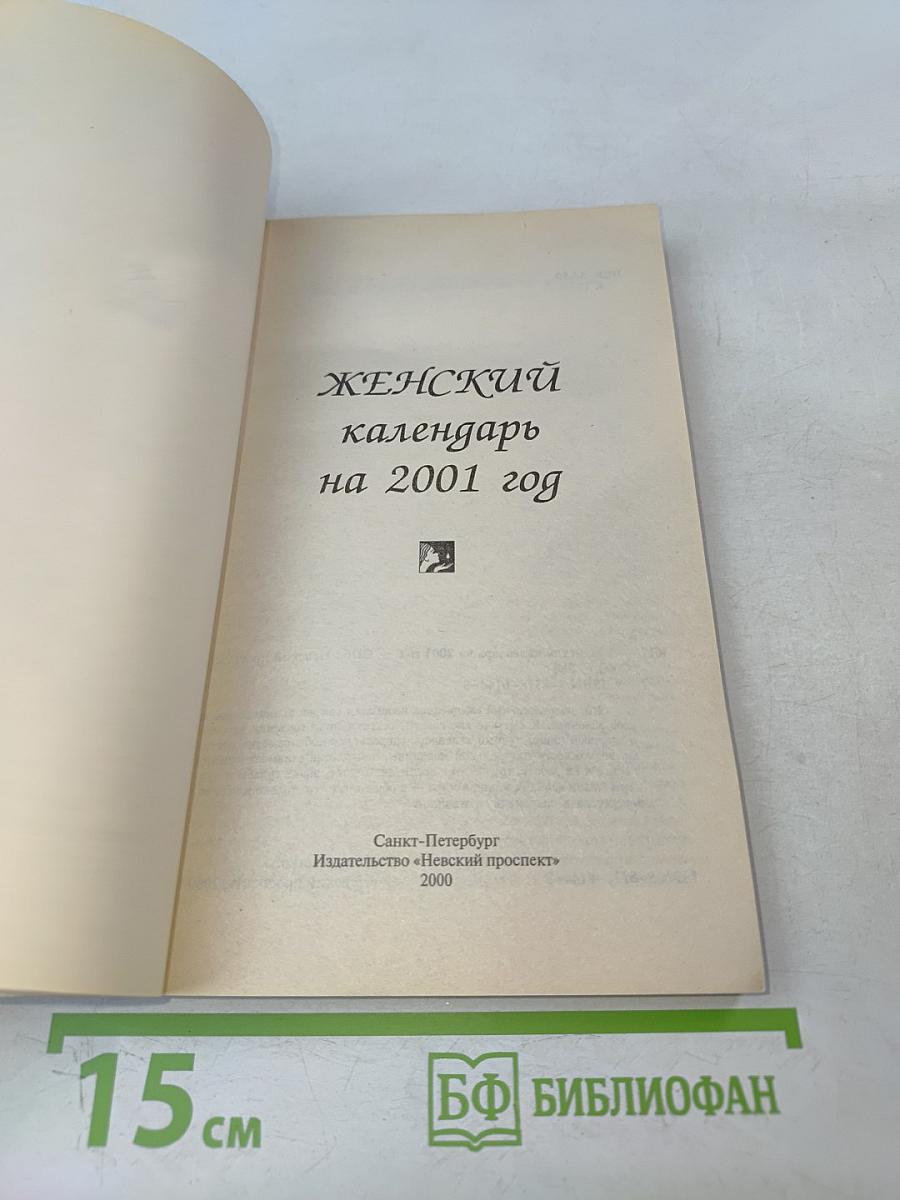 ЖЕНСКИЙ
календарь
на 2001 год
Санкт-Петербург
Издательство «Невский проспект»
2000
15 см
БФ БИБЛИОФАН